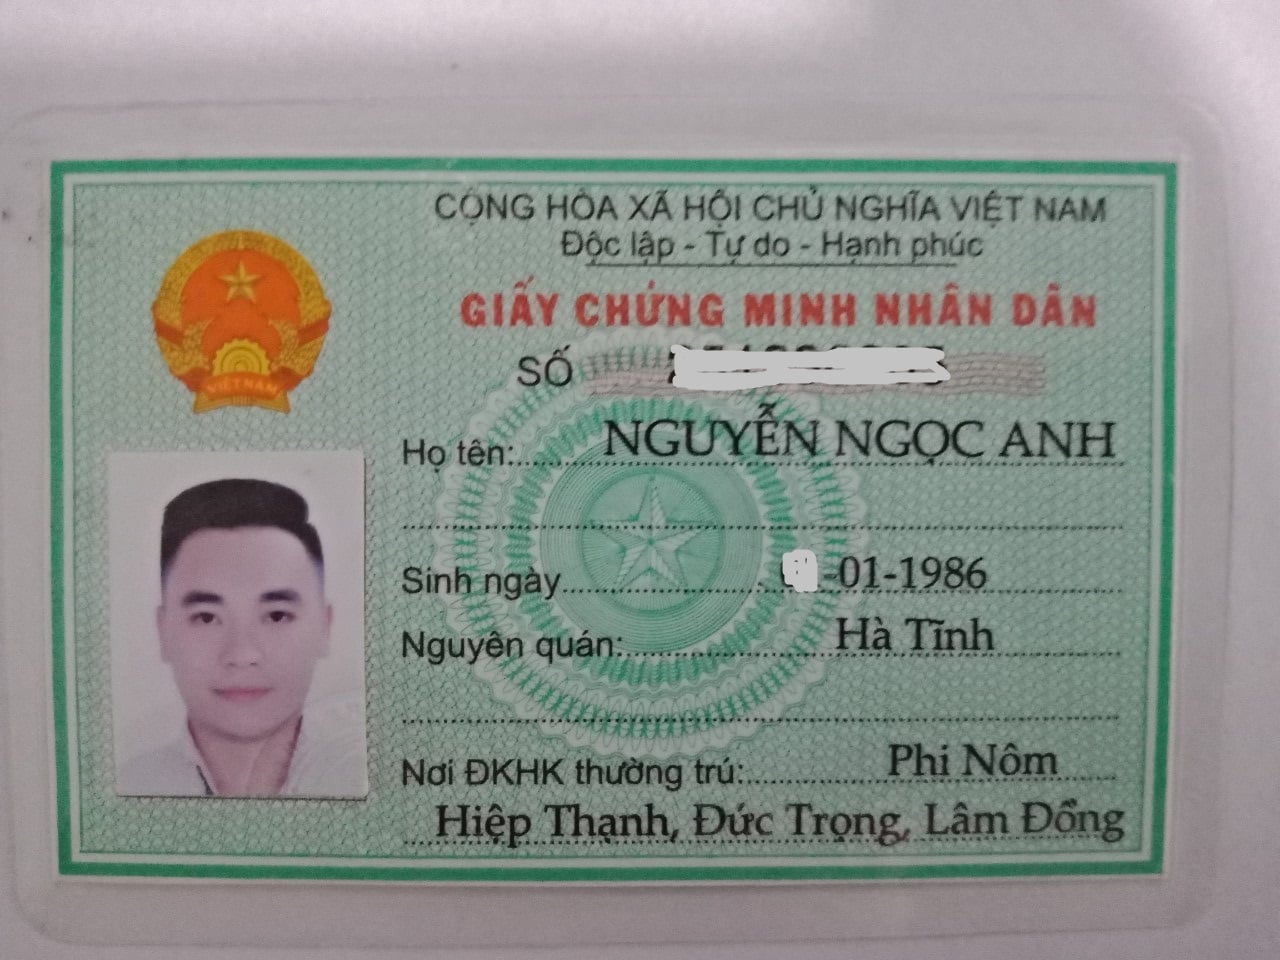 CỘNG HÒA XÃ HỘI CHỦ NGHĨA VIỆT NAM
Độc lập - Tự do - Hạnh phúc
GIẤY CHỨNG MINH NHÂN DÂN
SỐ
Họ tên: NGUYỄN NGỌC ANH
Sinh ngày -01-1986
Nguyên quán: Hà Tĩnh
Nơi ĐKHK thường trú: Phi Nôm
Hiệp Thạnh, Đức Trọng, Lâm Đồng
VIỆT NAM